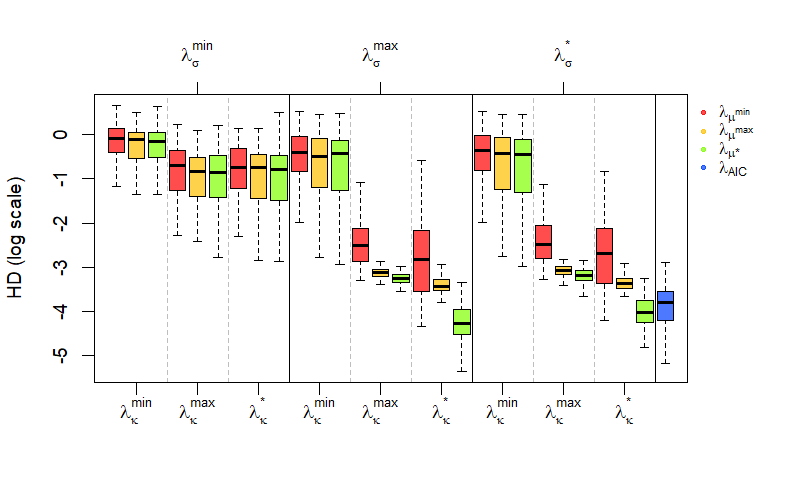 λσmin λσmax λσ*
λμmin
λμmax
λμ*
λAIC
HD (log scale)
0
-1
-2
-3
-4
-5
λκmin λκmax λκ* λκmin λκmax λκ* λκmin λκmax λκ*